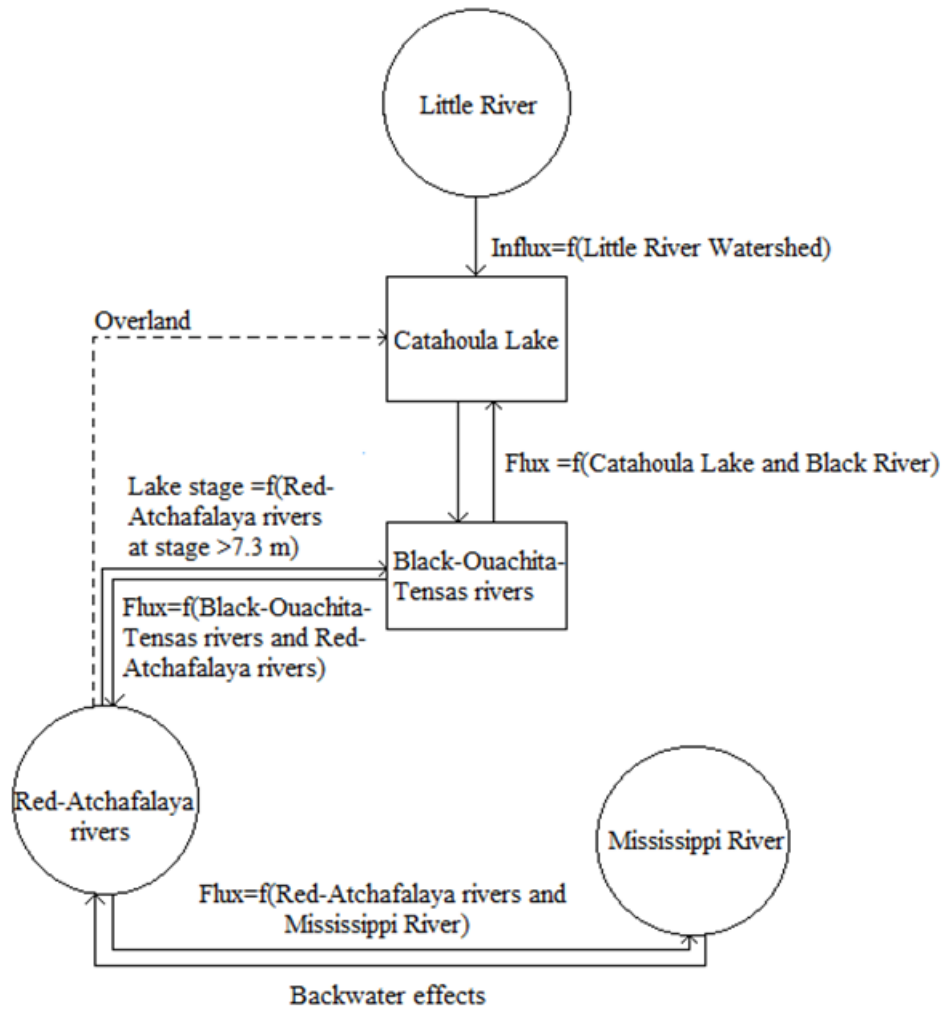 Little River
Influx=f(Little River Watershed)
Overland
Catahoula Lake
Flux =f(Catahoula Lake and Black River)
Lake stage =f(Red-
Atchafalaya rivers
at stage >7.3 m)
Black-Ouachita-
Tensas rivers
Flux=f(Black-Ouachita-
Tensas rivers and Red-
Atchafalaya rivers)
Red-Atchafalaya
rivers
Mississippi River
Flux=f(Red-Atchafalaya rivers and
Mississippi River)
Backwater effects